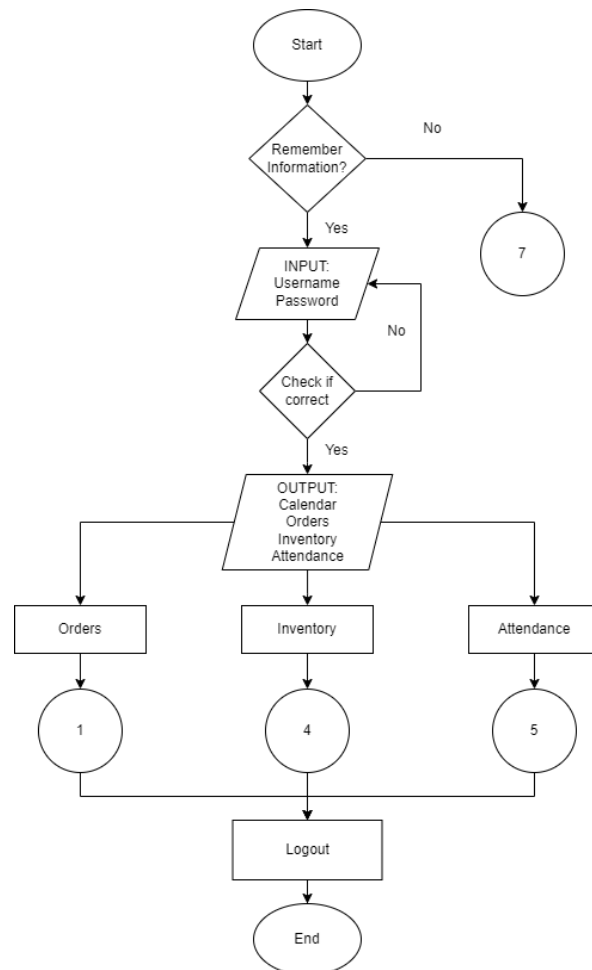 Start
No
Remember
Information?
7
Yes
INPUT:
Username
Password
No
Check if
correct
Yes
OUTPUT:
Calendar
Orders
Inventory
Attendance
Orders
Inventory
Attendance
1
4
5
Logout
End